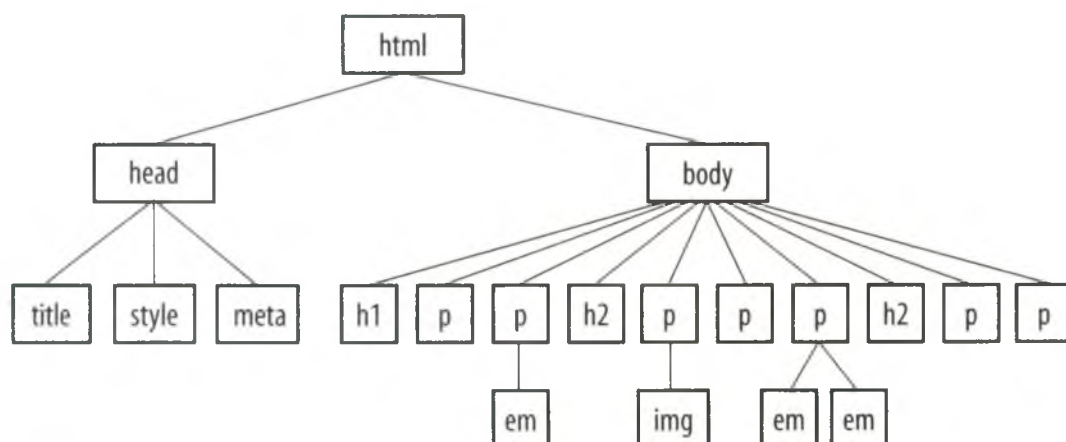 html
head body
title style meta h1 p p h2 p p p h2 p p
em img em em